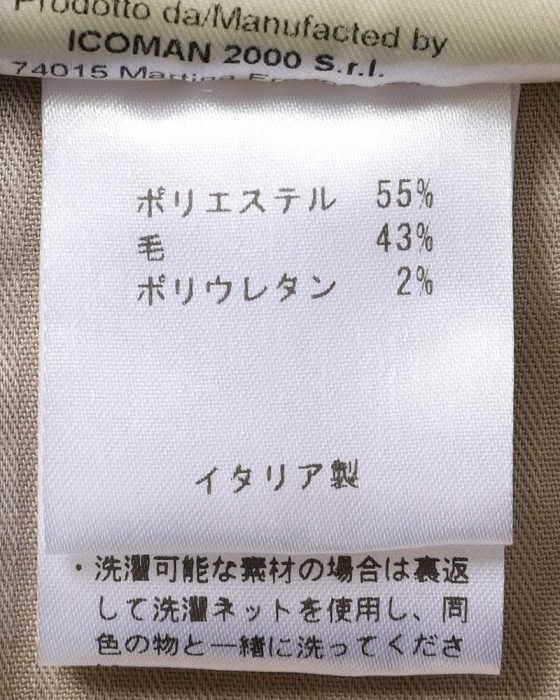 Prodotto da/Manufacted by
ICOMAN 2000 S.r.l.
74015 Martina
ポリエステル 55%
毛 43%
ポリウレタン 2%
イタリア製
・洗濯可能な素材の場合は裏返
して洗濯ネットを使用し、同
色の物と一緒に洗ってくださ